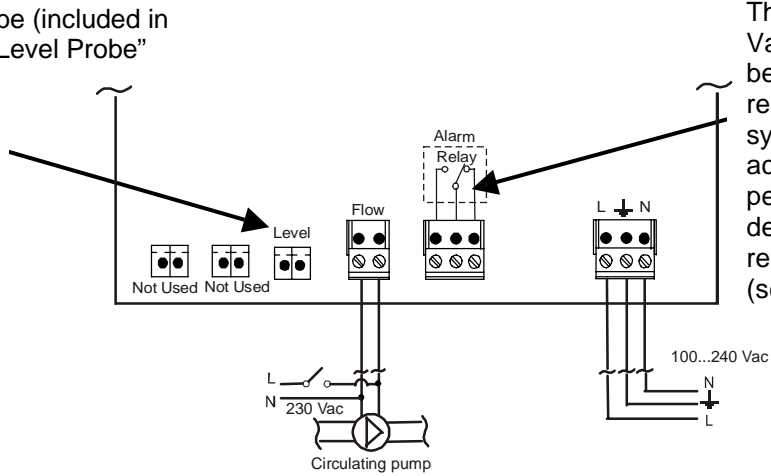 be (included in
Level Probe”
Th
Va
be
re
sy
ac
pe
de
re
(se
Alarm
Relay
Flow
Level
L N
Not Used Not Used
L
N 230 Vac
Circulating pump
100...240 Vac
N
L